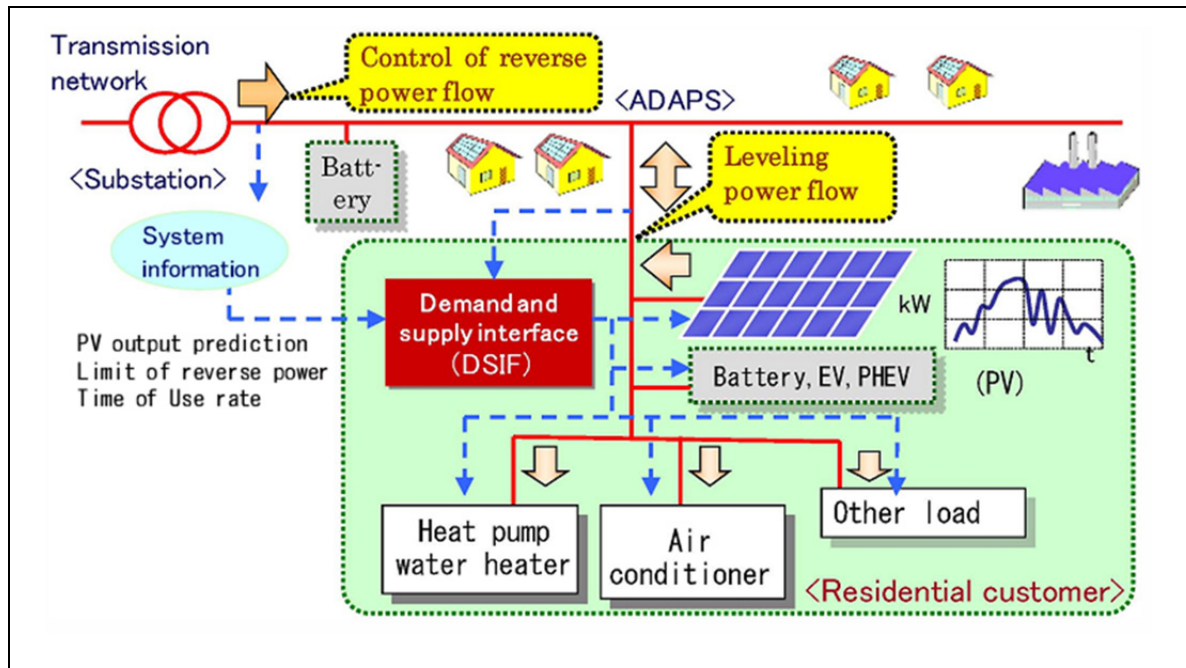 Transmission
network
Control of reverse
power flow
<ADAPS>
<Substation>
Batt-
ery
Leveling
power flow
System
information
Demand and
supply interface
(DSIF)
kW
t
(PV)
PV output prediction
Limit of reverse power
Time of Use rate
Battery, EV, PHEV
Heat pump
water heater
Air
conditioner
Other load
<Residential customer>